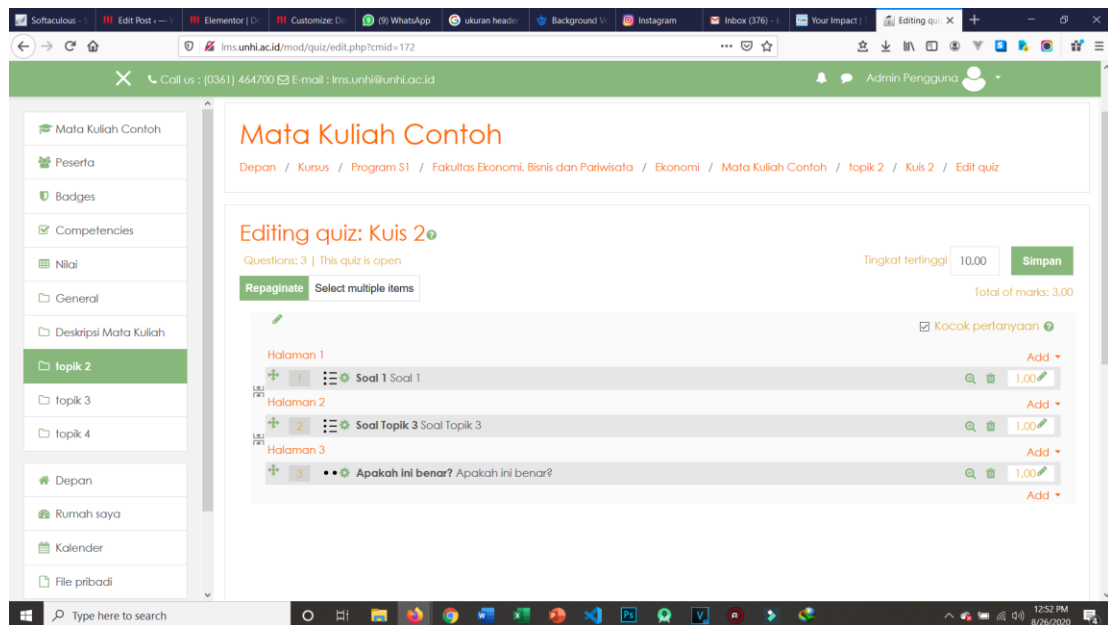 Softaculous - S
Edit Post ‹ — W
Elementor | Do
Customize: Do
(9) WhatsApp
ukuran header
Background V
Instagram
Inbox (376) - k
Your Impact |
Editing qui
lms.unhi.ac.id/mod/quiz/edit.php?cmid=172
Call us : (0361) 464700 E-mail : lms.unhi@unhi.ac.id
Admin Pengguna
Mata Kuliah Contoh
Peserta
Badges
Competencies
Nilai
General
Deskripsi Mata Kuliah
topik 2
topik 3
topik 4
Depan
Rumah saya
Kalender
File pribadi
Mata Kuliah Contoh
Depan / Kursus / Program S1 / Fakultas Ekonomi, Bisnis dan Pariwisata / Ekonomi / Mata Kuliah Contoh / topik 2 / Kuis 2 / Edit quiz
Editing quiz: Kuis 2
Questions: 3 | This quiz is open
Tingkat tertinggi 10,00 Simpan
Repaginate Select multiple items
Total of marks: 3,00
Kocok pertanyaan
Halaman 1
Add
1 Soal 1 Soal 1 1,00
Halaman 2
Add
2 Soal Topik 3 Soal Topik 3 1,00
Halaman 3
Add
3 Apakah ini benar? Apakah ini benar? 1,00
Add
Type here to search
12:52 PM
8/26/2020